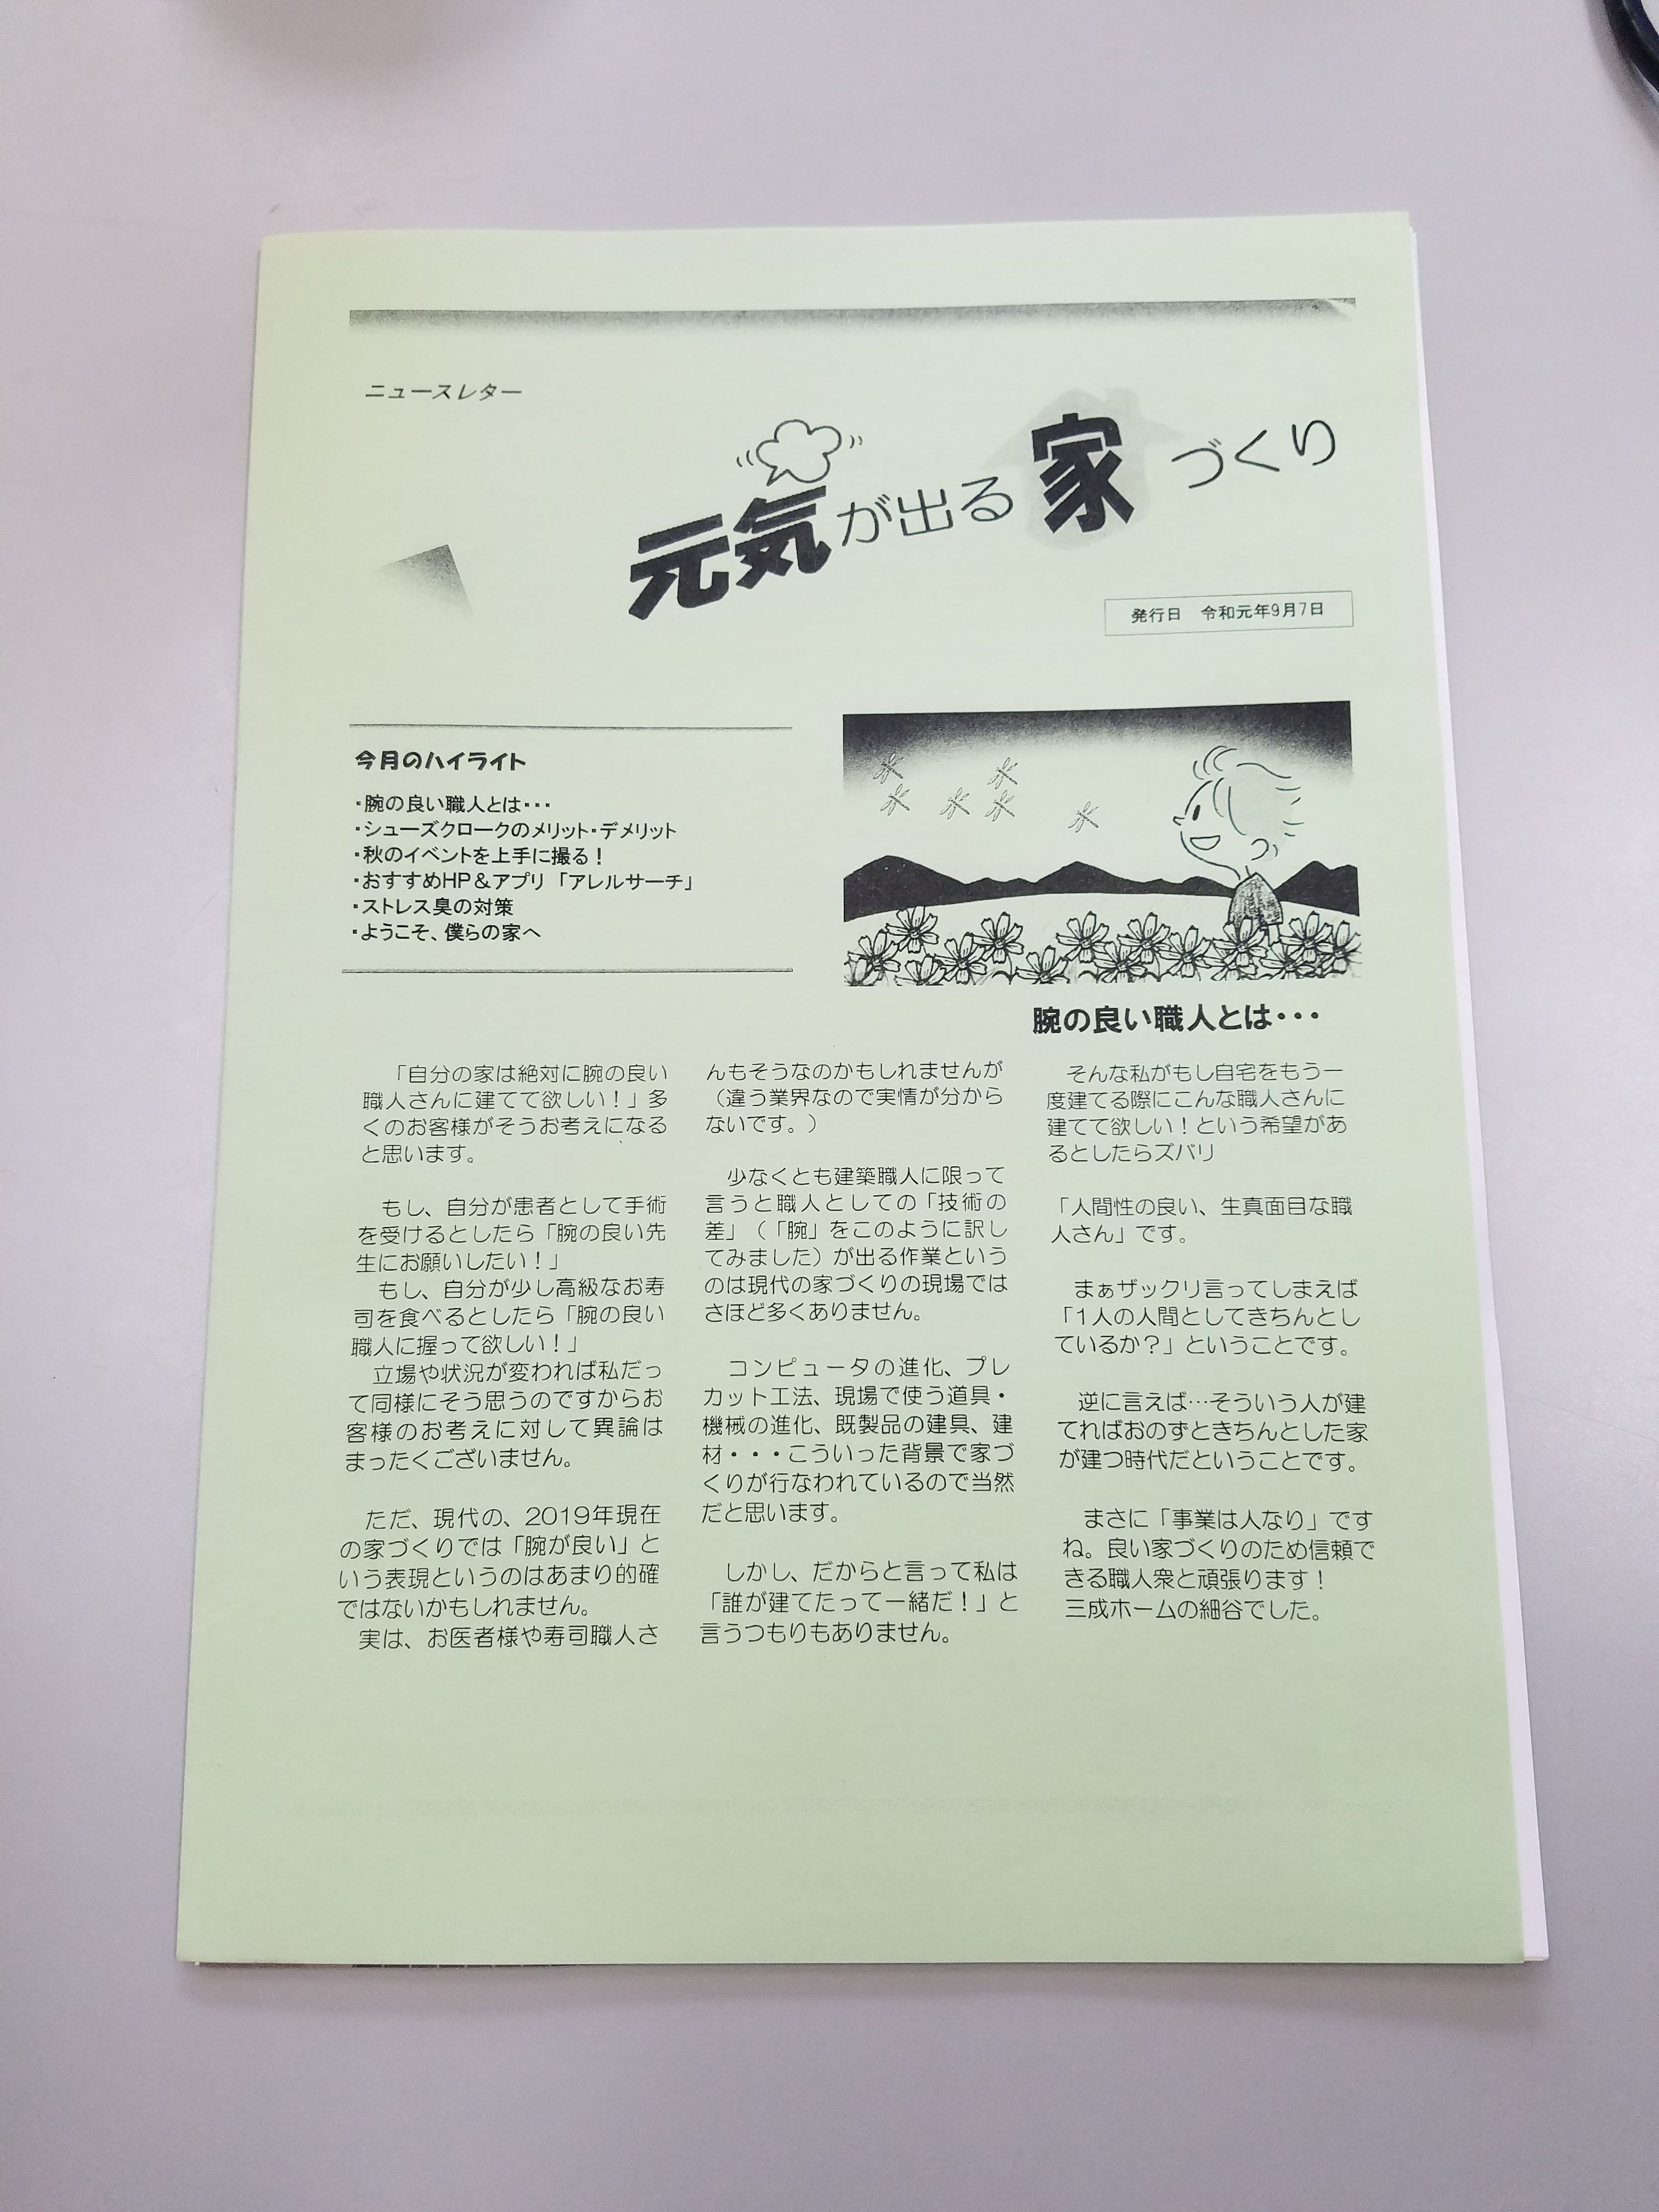 ニュースレター
元気が出る家づくり
発行日　令和元年9月7日
今月のハイライト
・腕の良い職人とは・・・
・シューズクロークのメリット・デメリット
・秋のイベントを上手に撮る！
・おすすめHP＆アプリ「アレルサーチ」
・ストレス臭の対策
・ようこそ、僕らの家へ
腕の良い職人とは・・・
「自分の家は絶対に腕の良い
職人さんに建てて欲しい！」多
くのお客様がそうお考えになる
と思います。
もし、自分が患者として手術
を受けるとしたら「腕の良い先
生にお願いしたい！」
もし、自分が少し高級なお寿
司を食べるとしたら「腕の良い
職人に握って欲しい！」
立場や状況が変われば私だっ
て同様にそう思うのですからお
客様のお考えに対して異論は
まったくございません。
ただ、現代の、2019年現在
の家づくりでは「腕が良い」と
いう表現というのはあまり的確
ではないかもしれません。
実は、お医者様や寿司職人さ
んもそうなのかもしれませんが
（違う業界なので実情が分から
ないです。）
少なくとも建築職人に限って
言うと職人としての「技術の
差」（「腕」をこのように訳し
てみました）が出る作業という
のは現代の家づくりの現場では
さほど多くありません。
コンピュータの進化、プレ
カット工法、現場で使う道具・
機械の進化、既製品の建具、建
材・・・こういった背景で家づ
くりが行なわれているので当然
だと思います。
しかし、だからと言って私は
「誰が建てたって一緒だ！」と
言うつもりもありません。
そんな私がもし自宅をもう一
度建てる際にこんな職人さんに
建てて欲しい！という希望があ
るとしたらズバリ
「人間性の良い、生真面目な職
人さん」です。
まぁザックリ言ってしまえば
「1人の人間としてきちんとし
ているか？」ということです。
逆に言えば…そういう人が建
てればおのずときちんとした家
が建つ時代だということです。
まさに「事業は人なり」です
ね。良い家づくりのため信頼で
きる職人衆と頑張ります！
三成ホームの細谷でした。